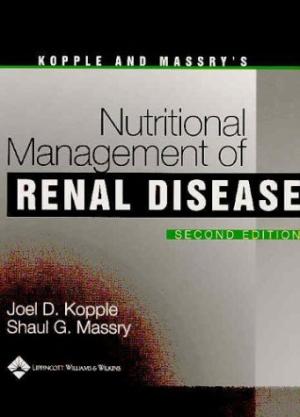 KOPPLE AND MASSRY'S
Nutritional
Management of
RENAL DISEASE
SECOND EDITION
Joel D. Kopple
Shaul G. Massry
LIPPINCOTT WILLIAMS & WILKINS